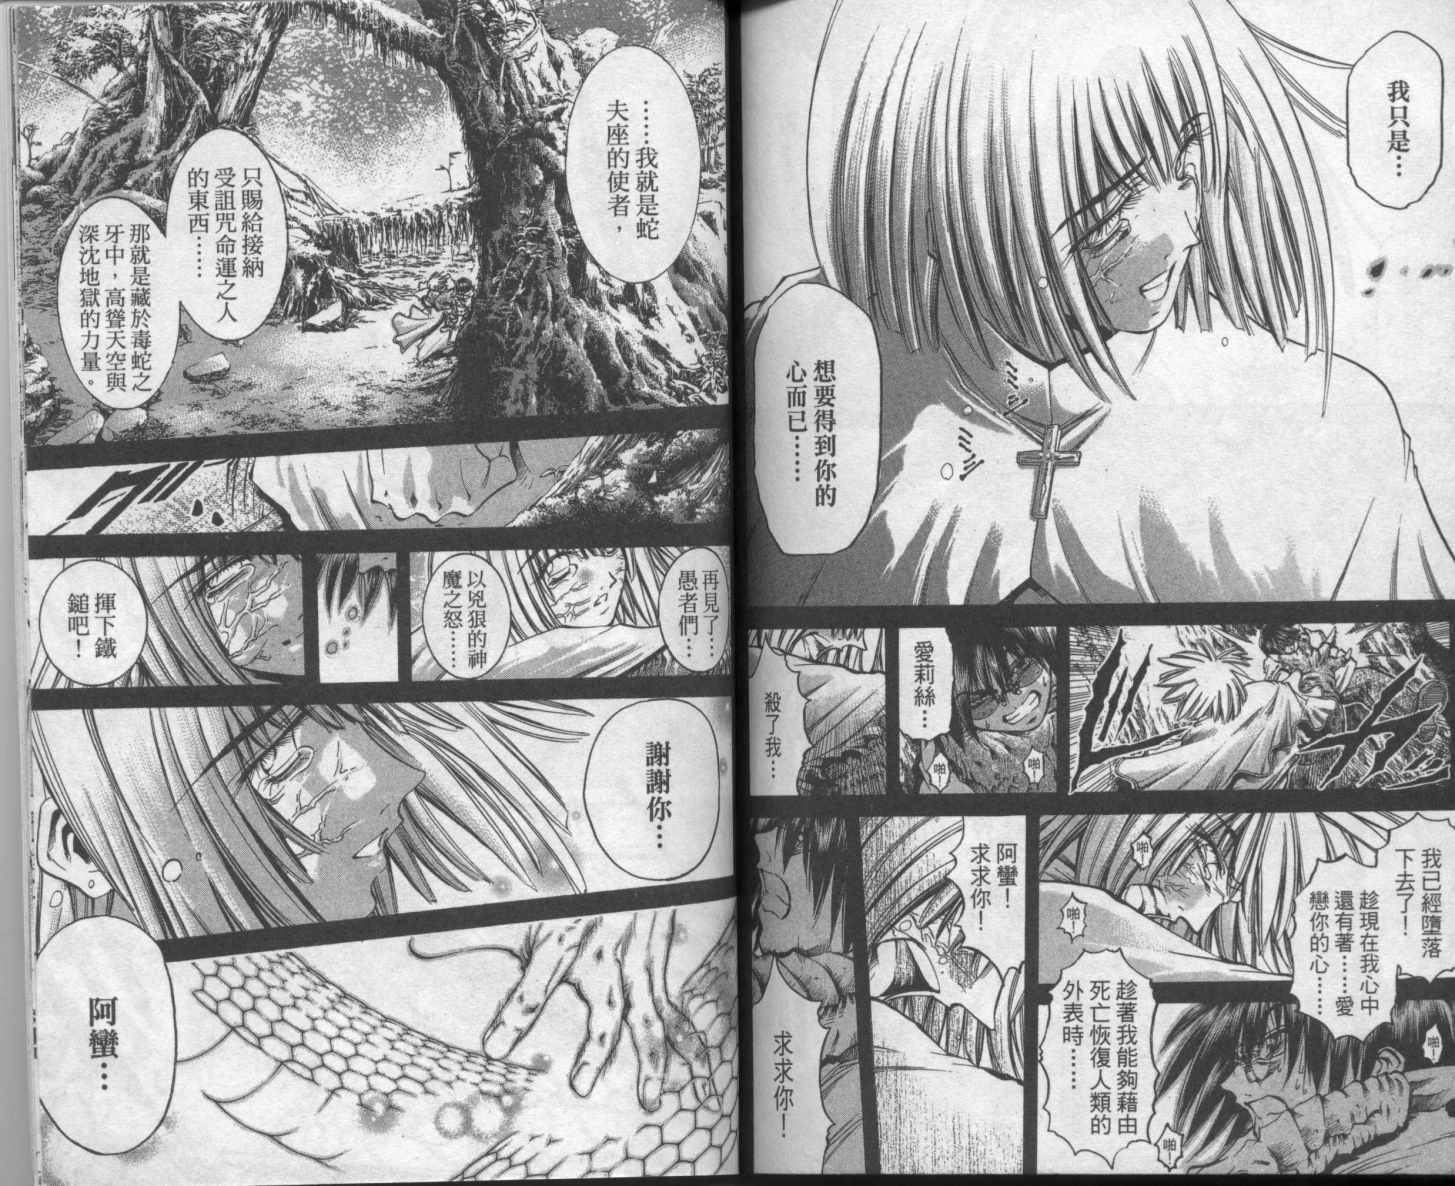 我只是…
想要得到你的
心而已……
愛莉絲…
啪!
啪!
殺了我…
我已經墮落
下去了!
趁現在我心中
還有著……愛
戀你的心……
啪!
啪!
趁著我能夠藉由
死亡恢復人類的
外表時……
啪!
啪!
阿蠻!
求求你!
求求你!
……我就是蛇
夫座的使者，
只賜給接納
受詛咒命運之人
的東西……
那就是藏於毒蛇之
牙中，高聳天空與
深沈地獄的力量。
再見了…
愚者們…
以兇狠的神
魔之怒……
揮下鐵
鎚吧!
謝謝你…
阿蠻…